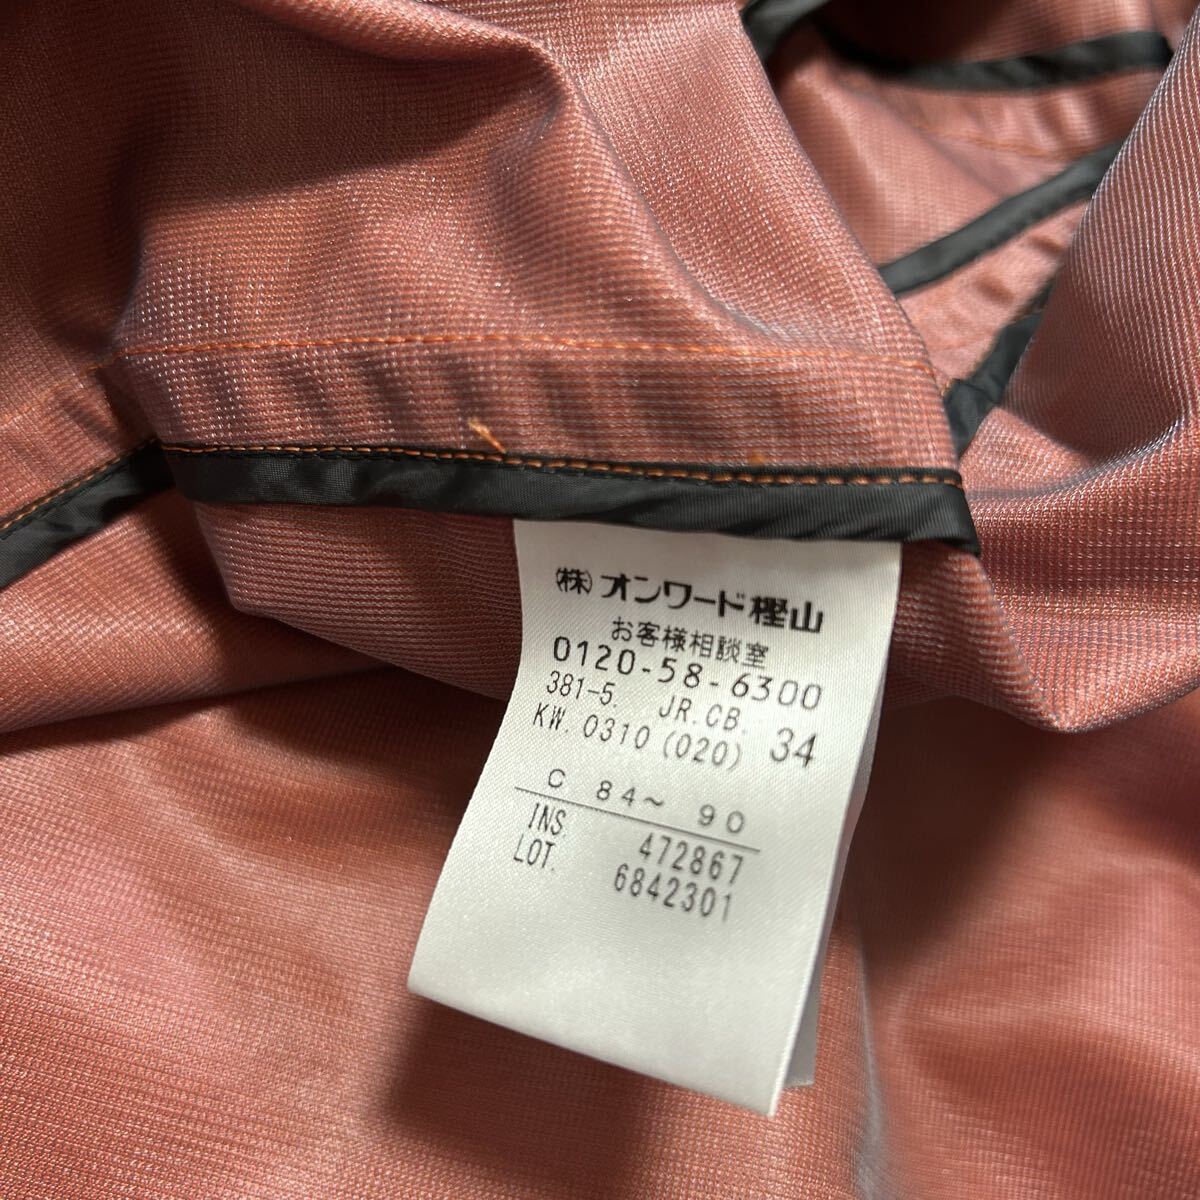 ㈱オンワード樫山
お客様相談室
0120-58-6300
381-5. JR.CB. 34
KW. 0310 (020)
C 84~ 90
INS. 472867
LOT. 6842301